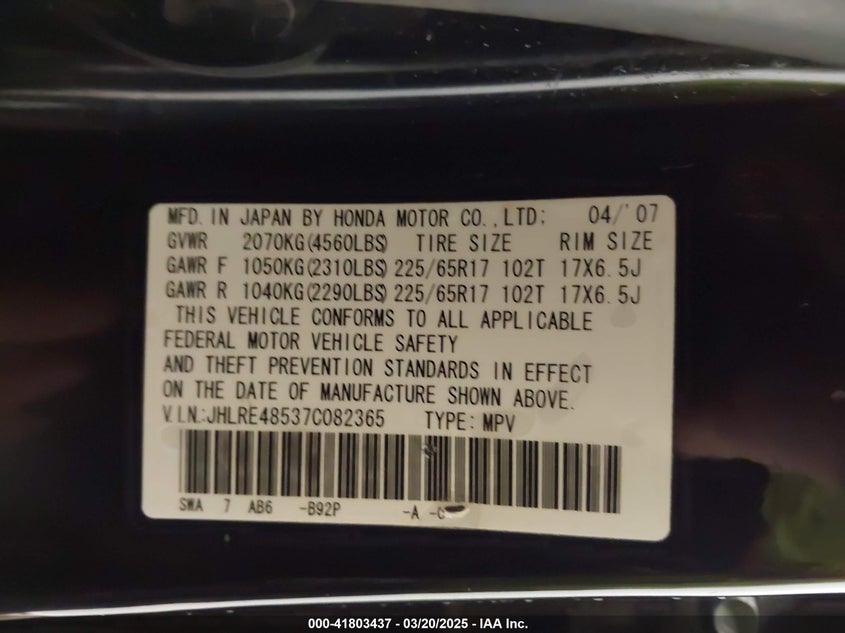 MFD. IN JAPAN BY HONDA MOTOR CO.,LTD: 04/'07
GVWR 2070KG(4560LBS) TIRE SIZE RIM SIZE
GAWR F 1050KG(2310LBS) 225/65R17 102T 17X6.5J
GAWR R 1040KG(2290LBS) 225/65R17 102T 17X6.5J
THIS VEHICLE CONFORMS TO ALL APPLICABLE
FEDERAL MOTOR VEHICLE SAFETY
AND THEFT PREVENTION STANDARDS IN EFFECT
ON THE DATE OF MANUFACTURE SHOWN ABOVE.
V.I.N.:JHLRE48537C082365 TYPE: MPV
SWA 7 AB6 -B92P -A -C
000-41803437 - 03/20/2025 - IAA Inc.